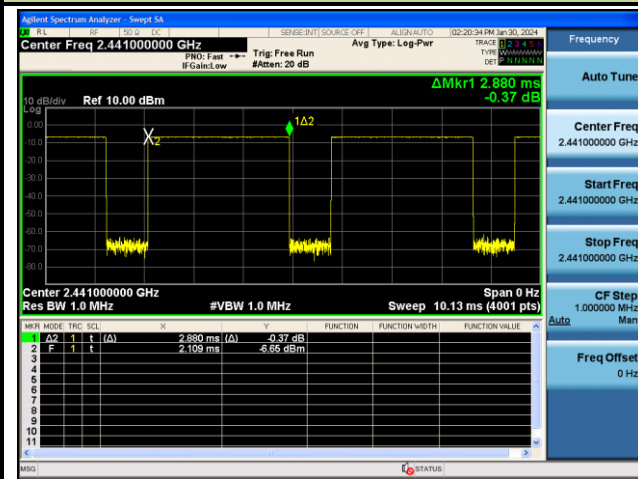 Agilent Spectrum Analyzer - Swept SA
RL RF 50 Ω DC SENSE:INT SOURCE OFF ALIGN AUTO 02:20:34 PM Jan 30, 2024
Center Freq 2.441000000 GHz Avg Type: Log-Pwr TRACE 1 2 3 4 5 6
PNO: Fast Trig: Free Run TYPE WWWWWW
IFGain:Low #Atten: 20 dB DET P N N N N N
ΔMkr1 2.880 ms
10 dB/div Ref 10.00 dBm -0.37 dB
Log
0.00
-10.0
-20.0
-30.0
-40.0
-50.0
-60.0
-70.0
-80.0
X2
1Δ2
Center 2.441000000 GHz Span 0 Hz
Res BW 1.0 MHz #VBW 1.0 MHz Sweep 10.13 ms (4001 pts)
MKR MODE TRC SCL X Y FUNCTION FUNCTION WIDTH FUNCTION VALUE
1 Δ2 1 t (Δ) 2.880 ms (Δ) -0.37 dB
2 F 1 t 2.109 ms -6.65 dBm
3
4
5
6
7
8
9
10
11
MSG STATUS
Frequency
Auto Tune
Center Freq
2.441000000 GHz
Start Freq
2.441000000 GHz
Stop Freq
2.441000000 GHz
CF Step
1.000000 MHz
Auto Man
Freq Offset
0 Hz